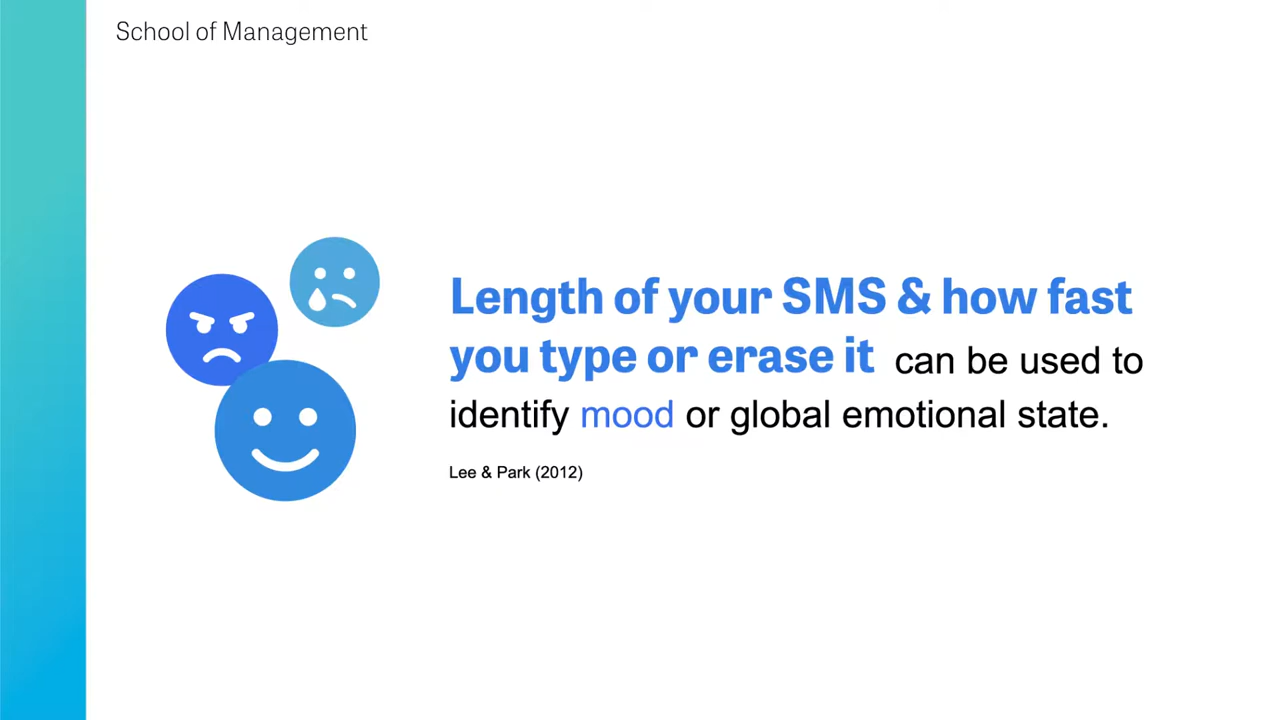 School of Management
Length of your SMS & how fast
you type or erase it can be used to
identify mood or global emotional state.
Lee & Park (2012)